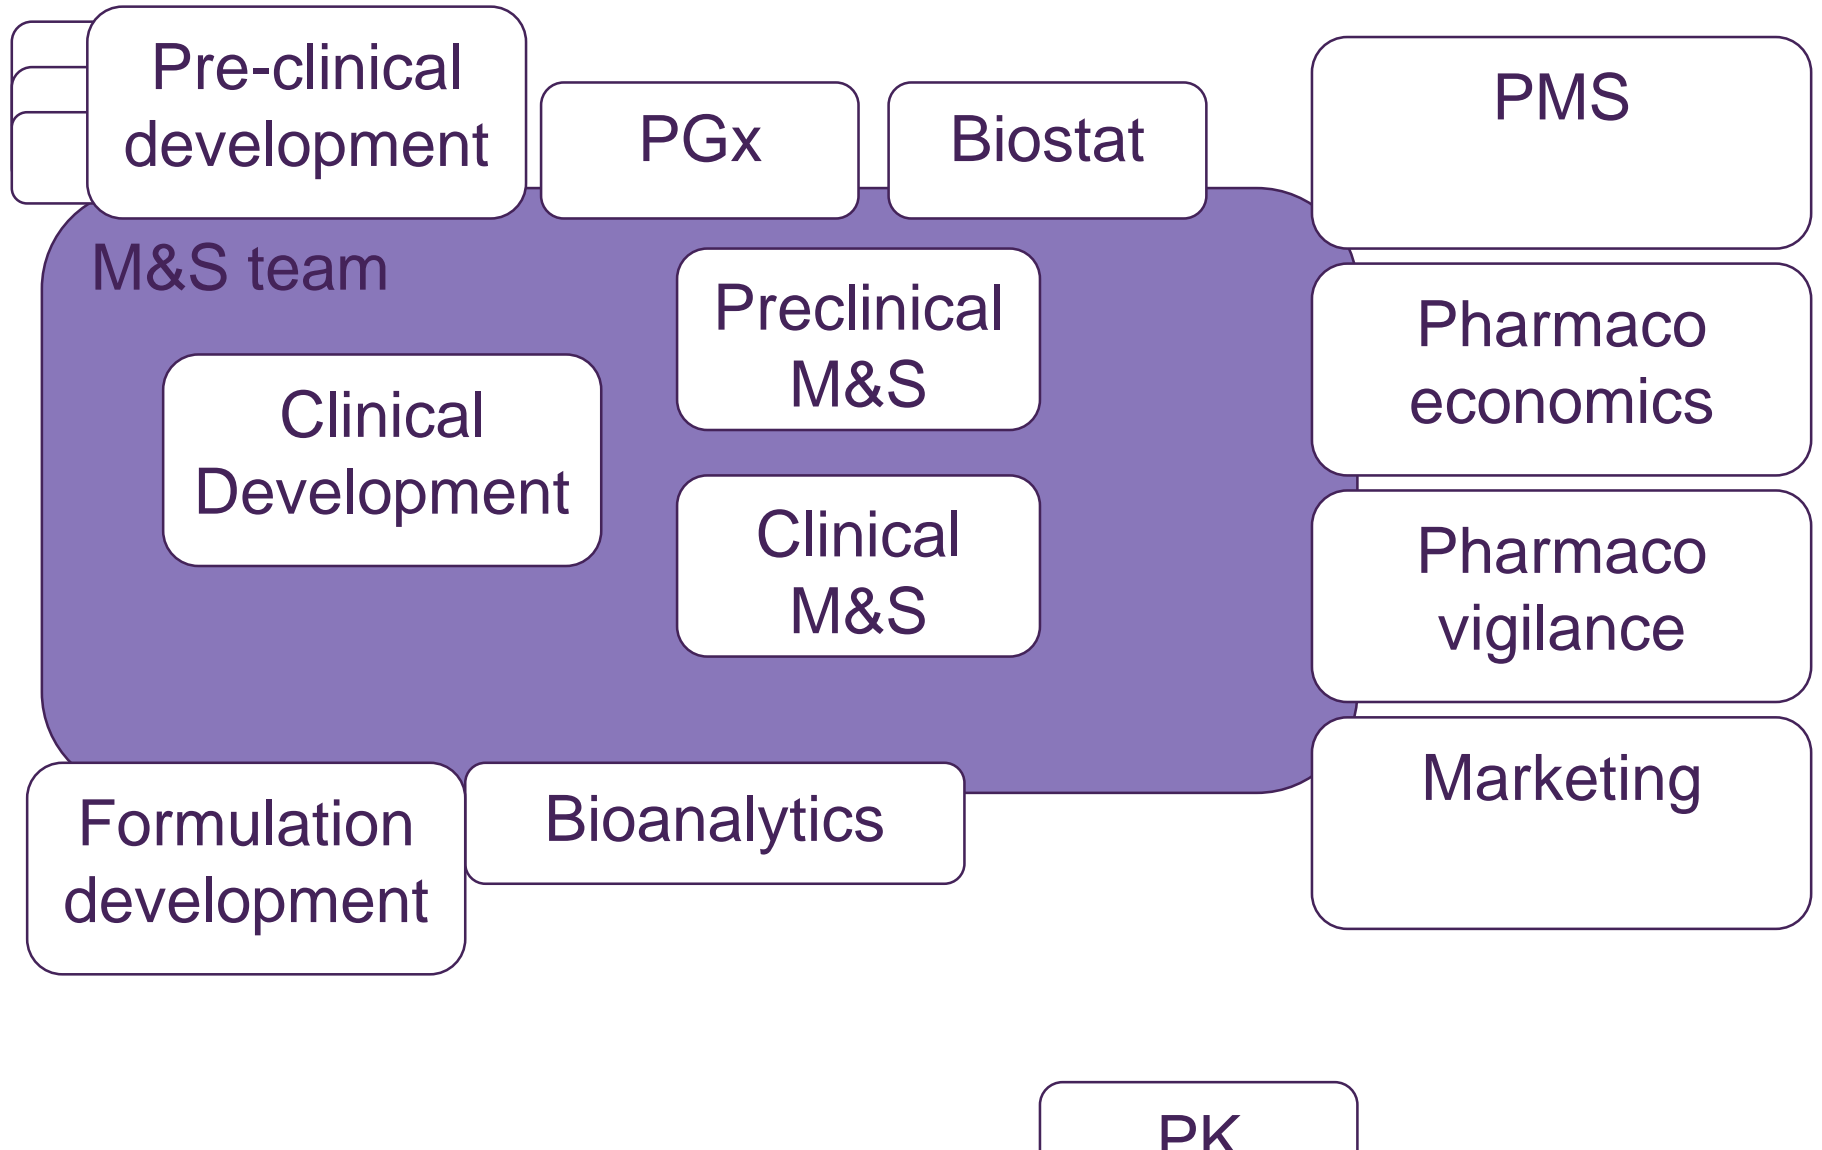 Pre-clinical
development
PGx
Biostat
PMS
M&S team
Preclinical
M&S
Pharmaco
economics
Clinical
Development
Clinical
M&S
Pharmaco
vigilance
Formulation
development
Bioanalytics
Marketing
PK